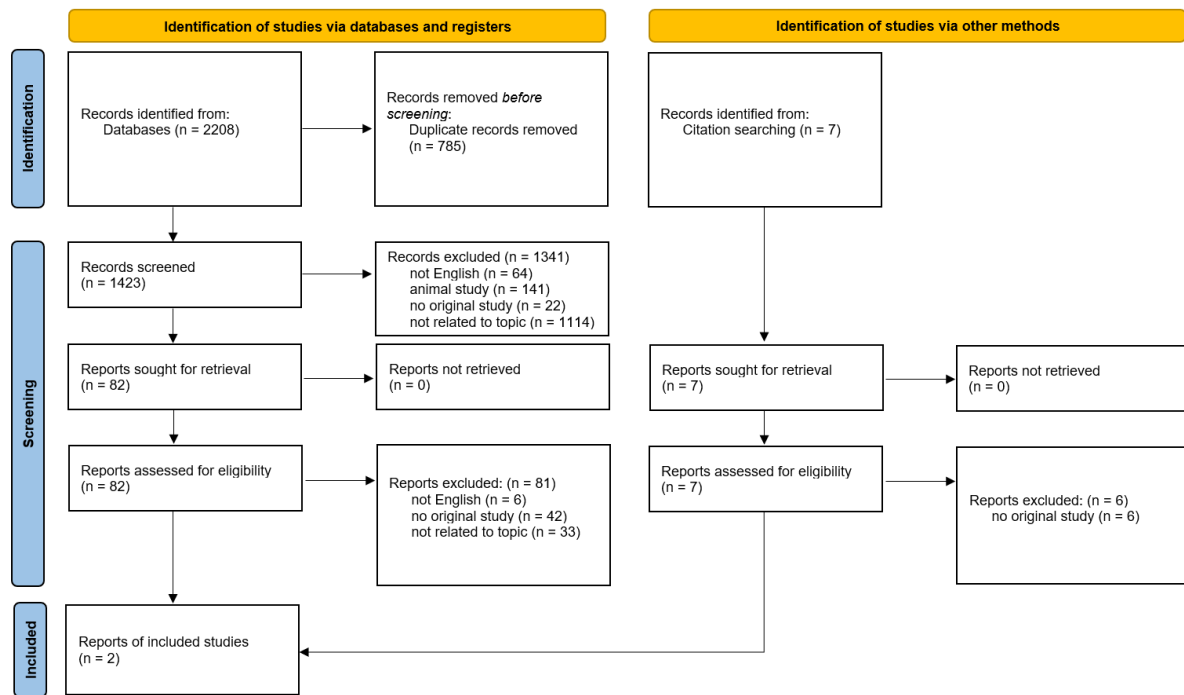 Identification of studies via databases and registers
Identification of studies via other methods
Identification
Records identified from:
Databases (n = 2208)
Records removed before
screening:
Duplicate records removed
(n = 785)
Records identified from:
Citation searching (n = 7)
Screening
Records screened
(n = 1423)
Records excluded (n = 1341)
not English (n = 64)
animal study (n = 141)
no original study (n = 22)
not related to topic (n = 1114)
Reports sought for retrieval
(n = 82)
Reports not retrieved
(n = 0)
Reports sought for retrieval
(n = 7)
Reports not retrieved
(n = 0)
Reports assessed for eligibility
(n = 82)
Reports excluded: (n = 81)
not English (n = 6)
no original study (n = 42)
not related to topic (n = 33)
Reports assessed for eligibility
(n = 7)
Reports excluded: (n = 6)
no original study (n = 6)
Included
Reports of included studies
(n = 2)